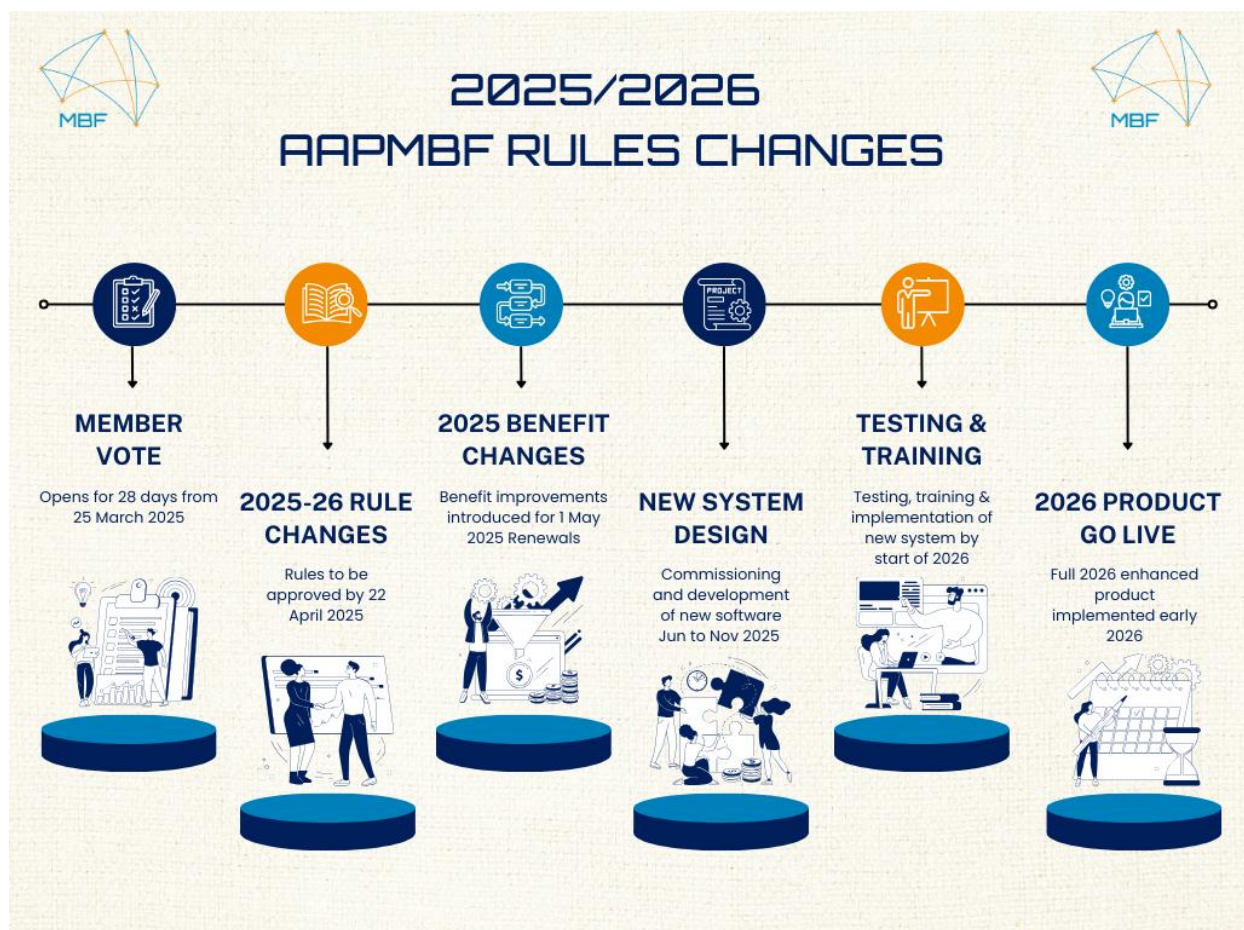 MBF
MBF
2025/2026
AAPMBF RULES CHANGES
PROJECT
MEMBER
VOTE
Opens for 28 days from
25 March 2025
2025-26 RULE
CHANGES
Rules to be
approved by 22
April 2025
2025 BENEFIT
CHANGES
Benefit improvements
introduced for 1 May
2025 Renewals
$
NEW SYSTEM
DESIGN
Commissioning
and development
of new software
Jun to Nov 2025
TESTING &
TRAINING
Testing, training &
implementation of
new system by
start of 2026
2026 PRODUCT
GO LIVE
Full 2026 enhanced
product
implemented early
2026